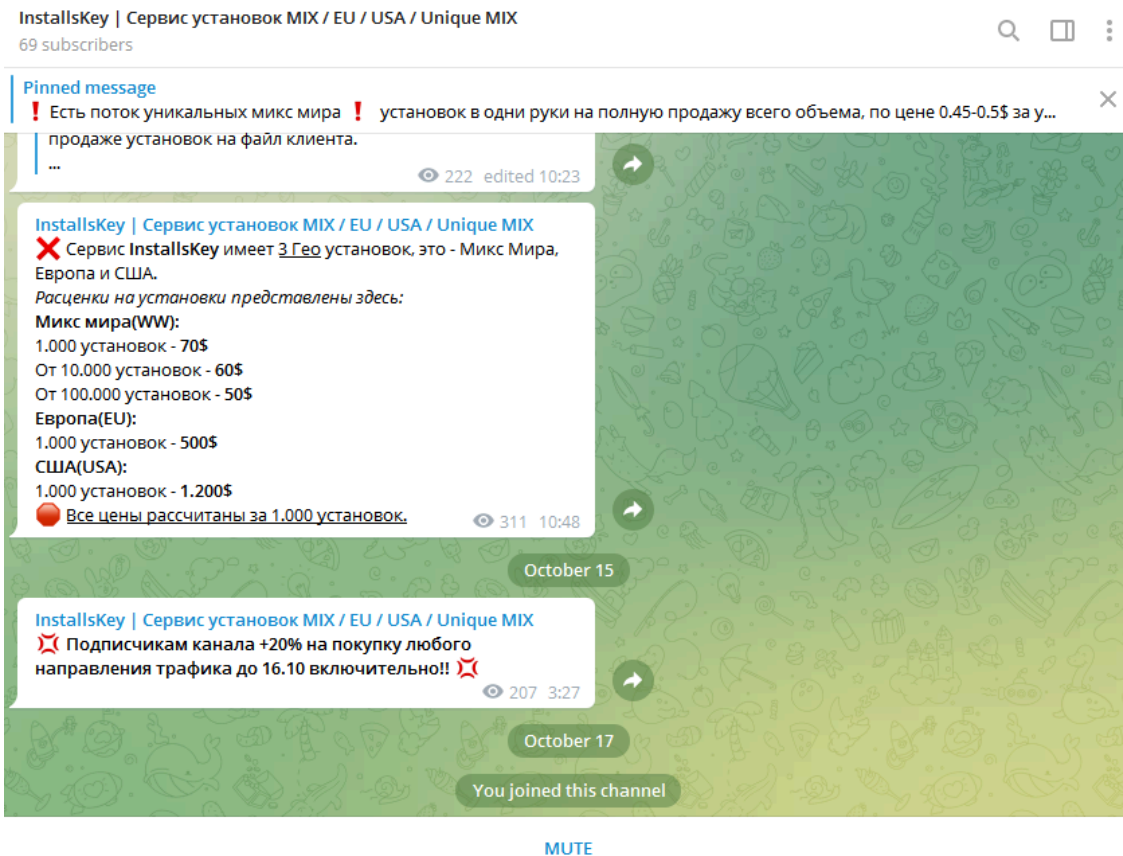 InstallsKey | Сервис установок MIX / EU / USA / Unique MIX
69 subscribers
Pinned message
❗ Есть поток уникальных микс мира ❗ установок в одни руки на полную продажу всего объема, по цене 0.45-0.5$ за у...
продаже установок на файл клиента.
...
222 edited 10:23
InstallsKey | Сервис установок MIX / EU / USA / Unique MIX
❌ Сервис InstallsKey имеет 3 Гео установок, это - Микс Мира,
Европа и США.
Расценки на установки представлены здесь:
Микс мира(WW):
1.000 установок - 70$
От 10.000 установок - 60$
От 100.000 установок - 50$
Европа(EU):
1.000 установок - 500$
США(USA):
1.000 установок - 1.200$
🛑 Все цены рассчитаны за 1.000 установок.
311 10:48
October 15
InstallsKey | Сервис установок MIX / EU / USA / Unique MIX
💢 Подписчикам канала +20% на покупку любого
направления трафика до 16.10 включительно!! 💢
207 3:27
October 17
You joined this channel
MUTE